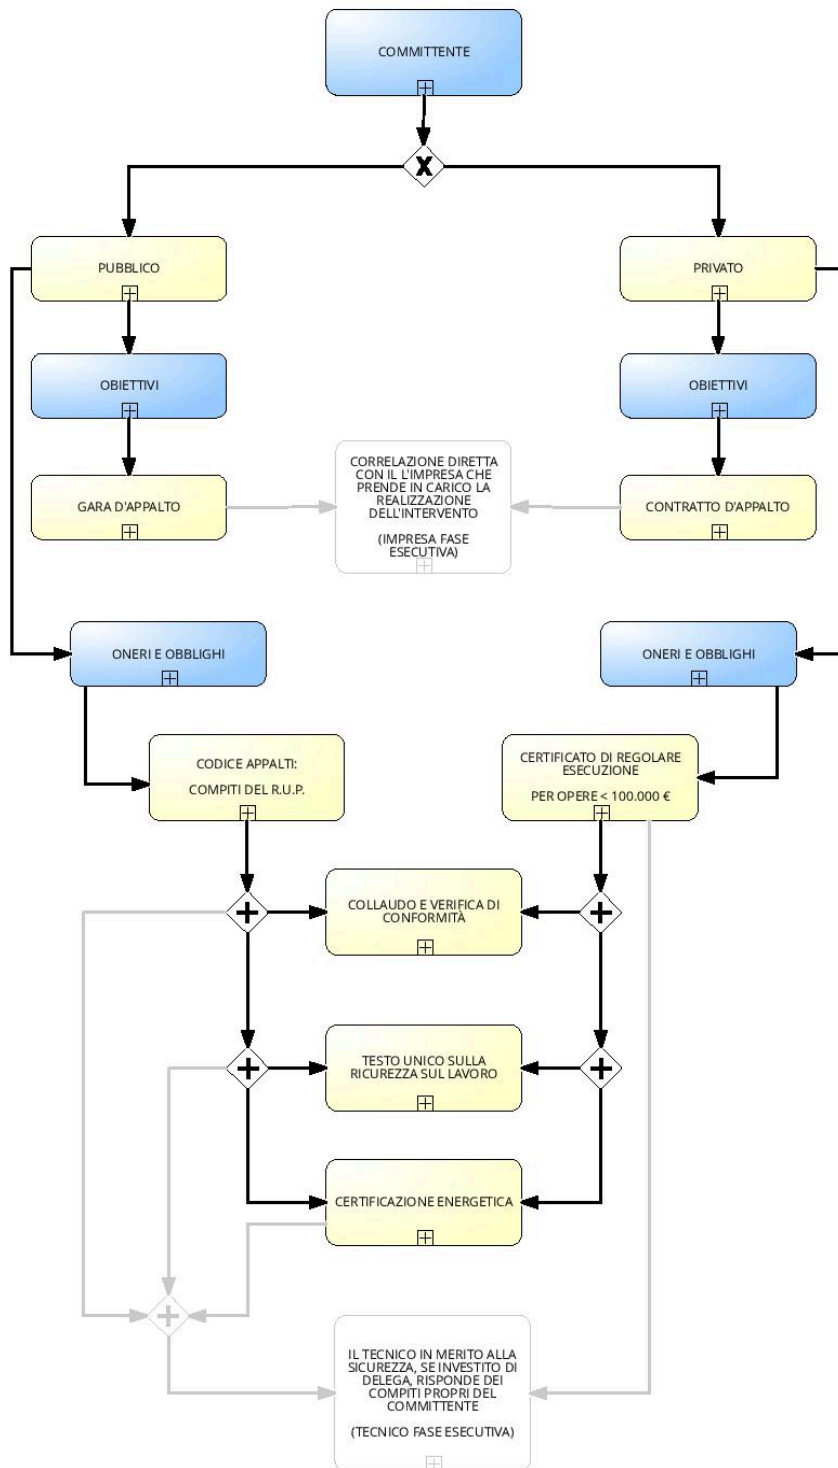 COMMITTENTE
X
PUBBLICO
PRIVATO
OBIETTIVI
OBIETTIVI
CORRELAZIONE DIRETTA
CON IL L'IMPRESA CHE
PRENDE IN CARICO LA
REALIZZAZIONE
DELL'INTERVENTO
(IMPRESA FASE
ESECUTIVA)
GARA D'APPALTO
CONTRATTO D'APPALTO
ONERI E OBBLIGHI
ONERI E OBBLIGHI
CODICE APPALTI:
COMPITI DEL R.U.P.
CERTIFICATO DI REGOLARE
ESECUZIONE
PER OPERE < 100.000 €
COLLAUDO E VERIFICA DI
CONFORMITÀ
TESTO UNICO SULLA
RICUREZZA SUL LAVORO
CERTIFICAZIONE ENERGETICA
IL TECNICO IN MERITO ALLA
SICUREZZA, SE INVESTITO DI
DELEGA, RISPONDE DEI
COMPITI PROPRI DEL
COMMITTENTE
(TECNICO FASE ESECUTIVA)